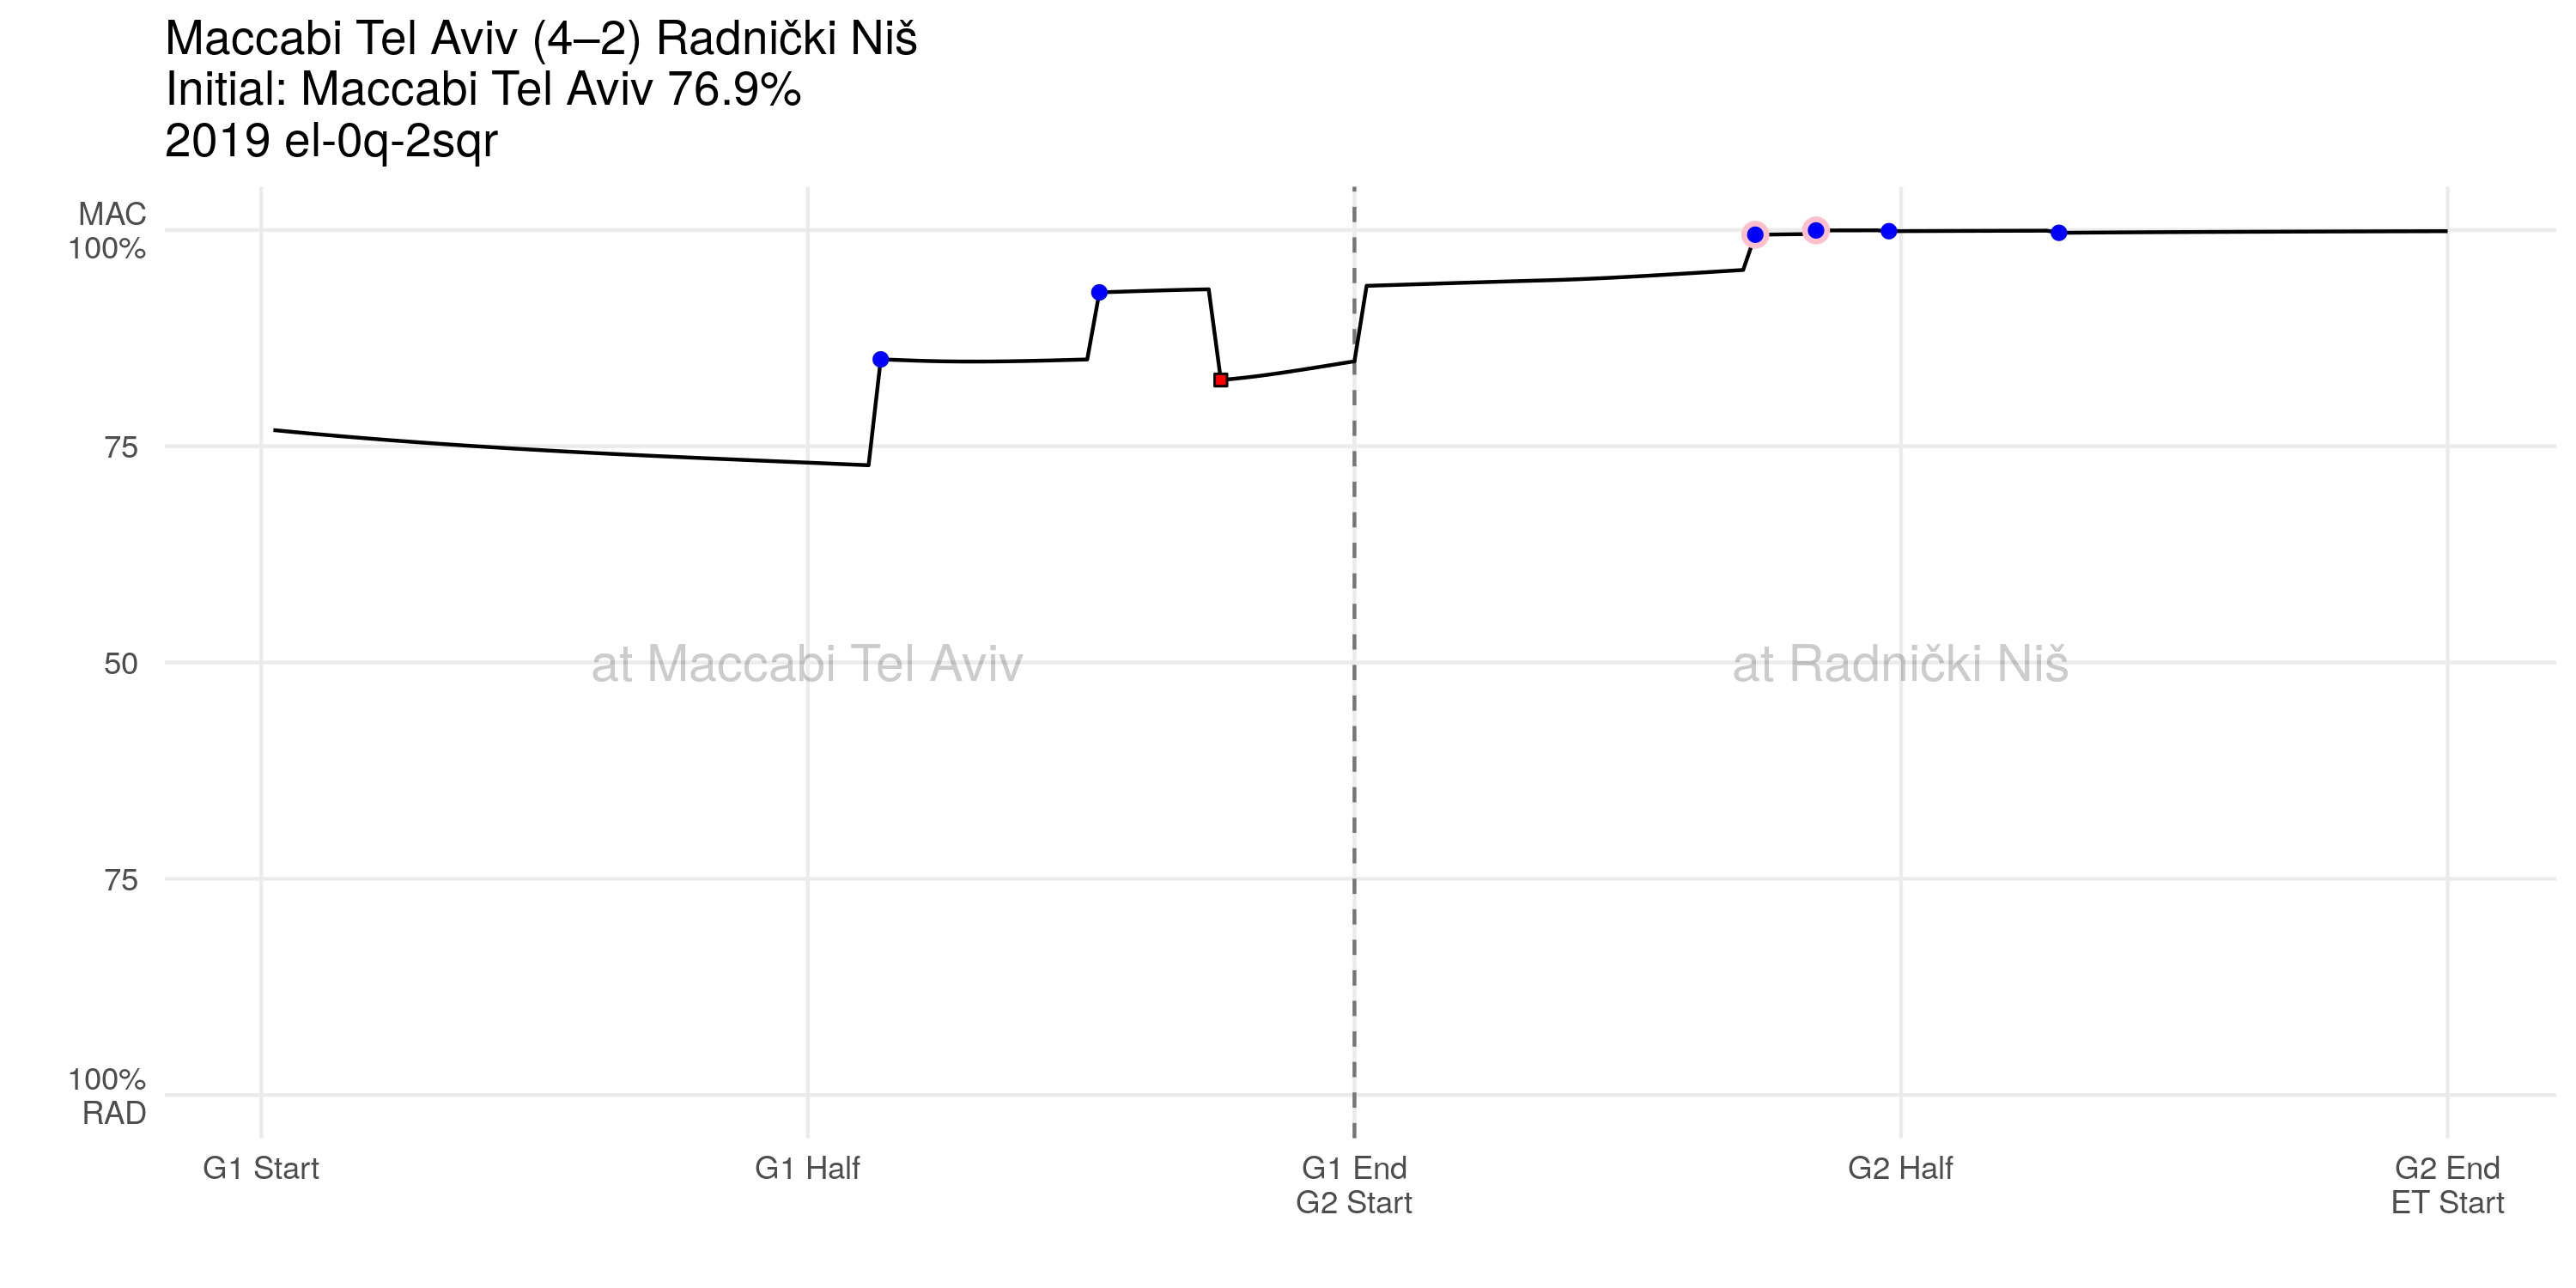 Maccabi Tel Aviv (4–2) Radnički Niš
Initial: Maccabi Tel Aviv 76.9%
2019 el-0q-2sqr
MAC
100%
75
50
75
100%
RAD
at Maccabi Tel Aviv
at Radnički Niš
G1 Start
G1 Half
G1 End
G2 Start
G2 Half
G2 End
ET Start